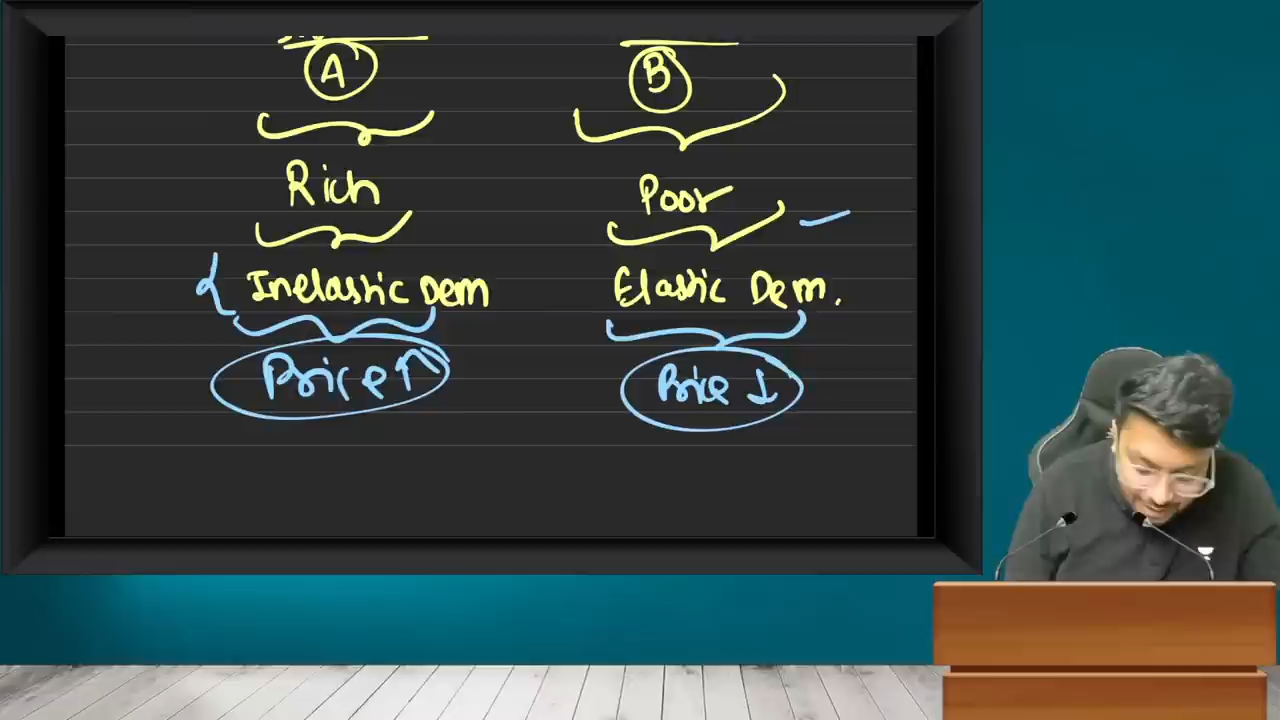 A B
Rich Poor
Inelastic Dem Elastic Dem.
Price↑ Price ↓